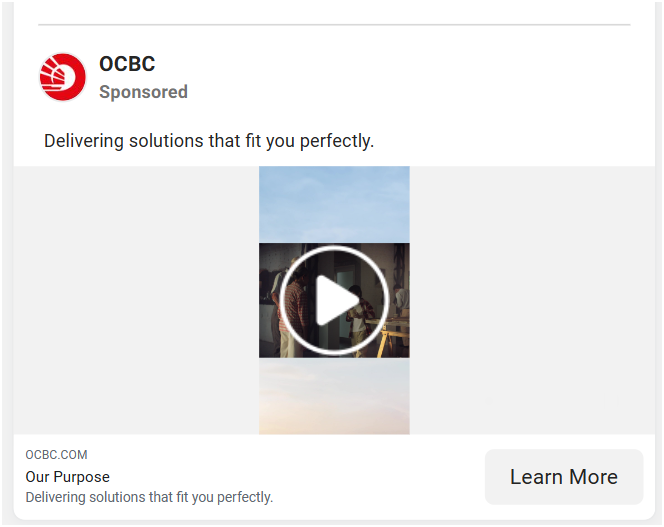 OCBC
Sponsored
Delivering solutions that fit you perfectly.
OCBC.COM
Our Purpose
Delivering solutions that fit you perfectly.
Learn More